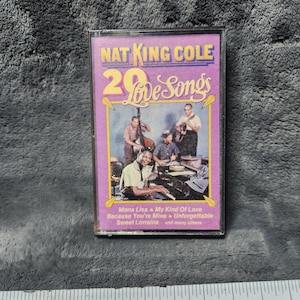 NAT KING COLE
20 Love Songs
Mona Lisa ★ My Kind Of Love
Because You're Mine ★ Unforgettable
Sweet Lorraine and many others